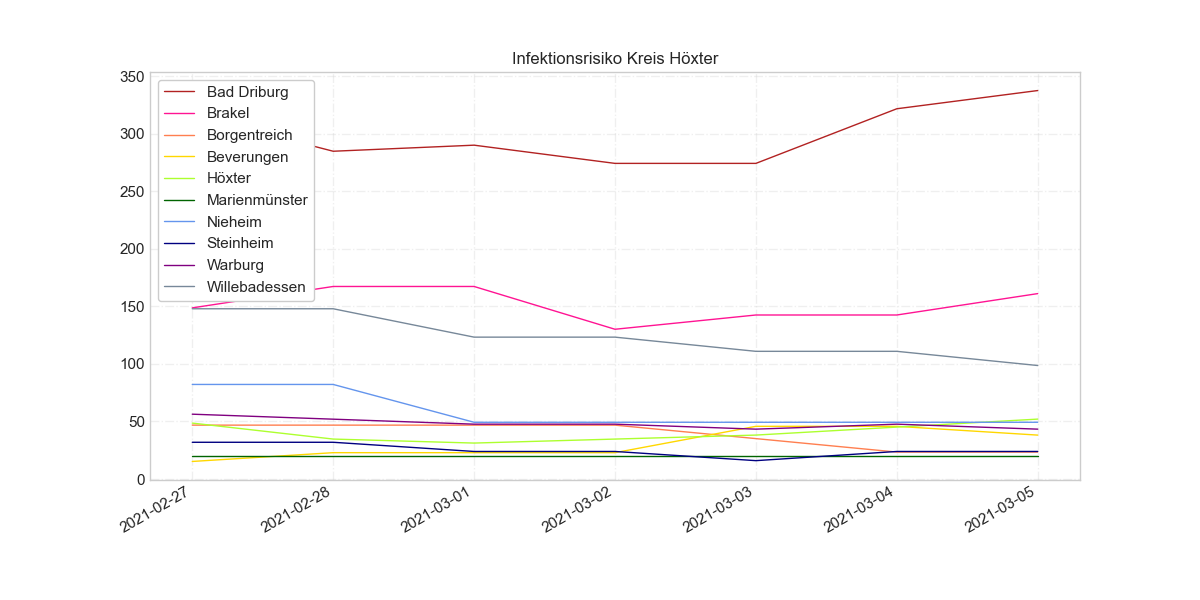 Infektionsrisiko Kreis Höxter
350
300
250
200
150
100
50
0
Bad Driburg
Brakel
Borgentreich
Beverungen
Höxter
Marienmünster
Nieheim
Steinheim
Warburg
Willebadessen
2021-02-27
2021-02-28
2021-03-01
2021-03-02
2021-03-03
2021-03-04
2021-03-05